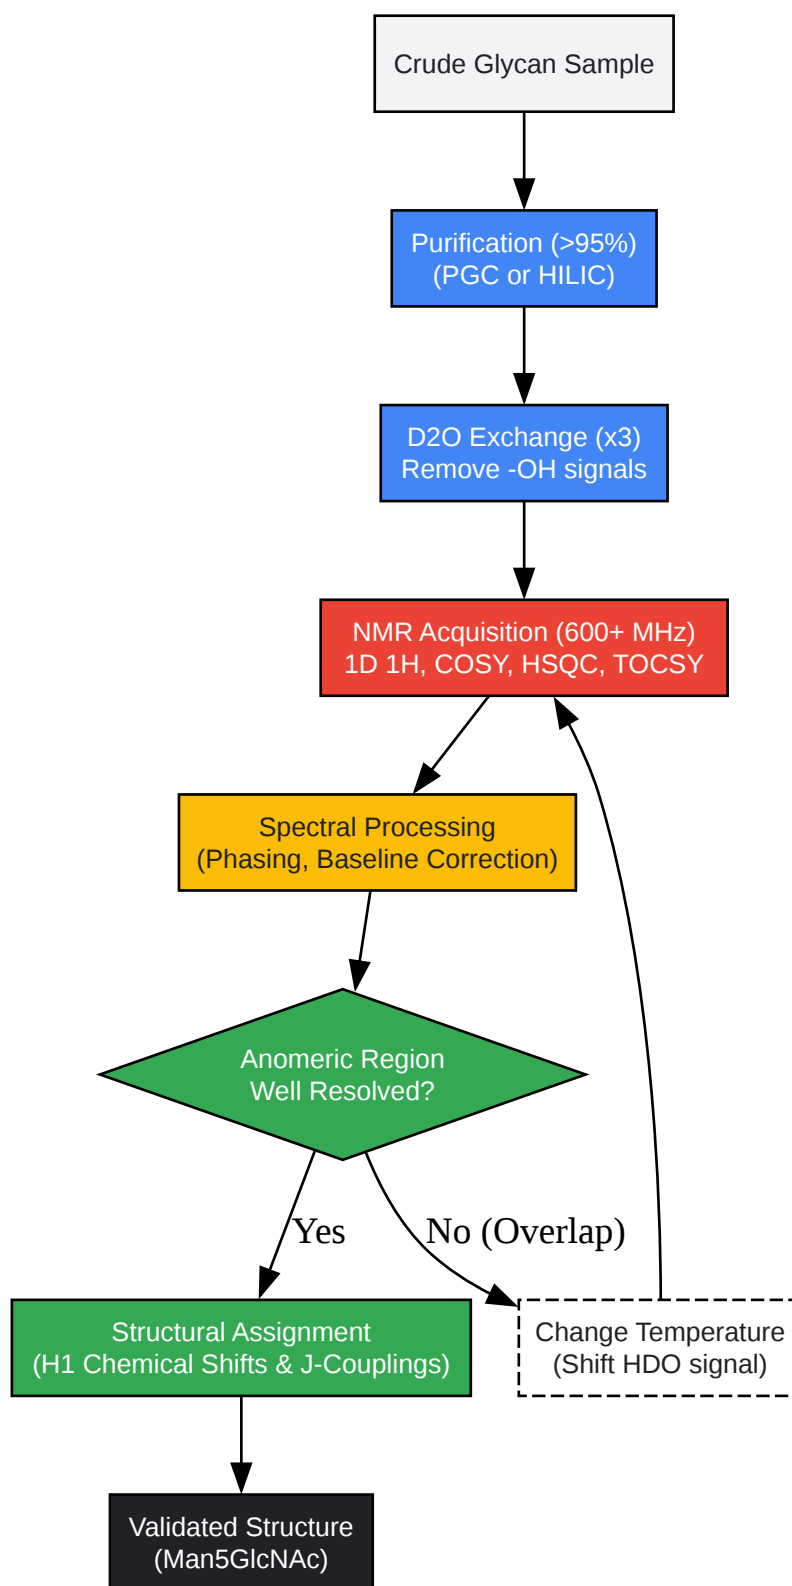 Crude Glycan Sample
Purification (>95%)
(PGC or HILIC)
D2O Exchange (x3)
Remove -OH signals
NMR Acquisition (600+ MHz)
1D 1H, COSY, HSQC, TOCSY
Spectral Processing
(Phasing, Baseline Correction)
Anomeric Region
Well Resolved?
Yes
No (Overlap)
Structural Assignment
(H1 Chemical Shifts & J-Couplings)
Change Temperature
(Shift HDO signal)
Validated Structure
(Man5GlcNAc)